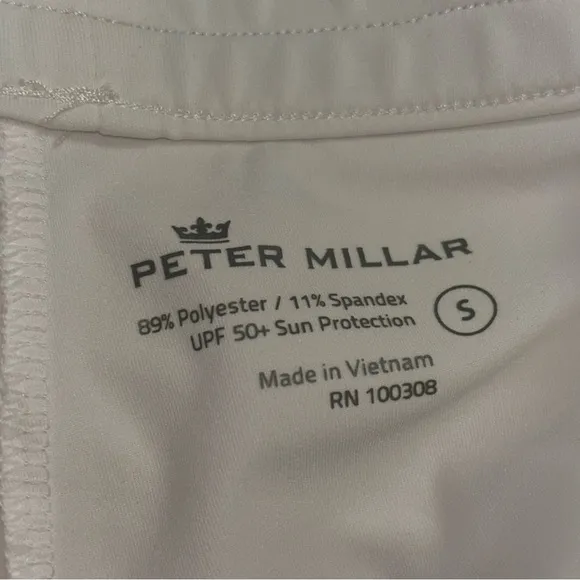 PETER MILLAR
89% Polyester / 11% Spandex
UPF 50+ Sun Protection
S
Made in Vietnam
RN 100308